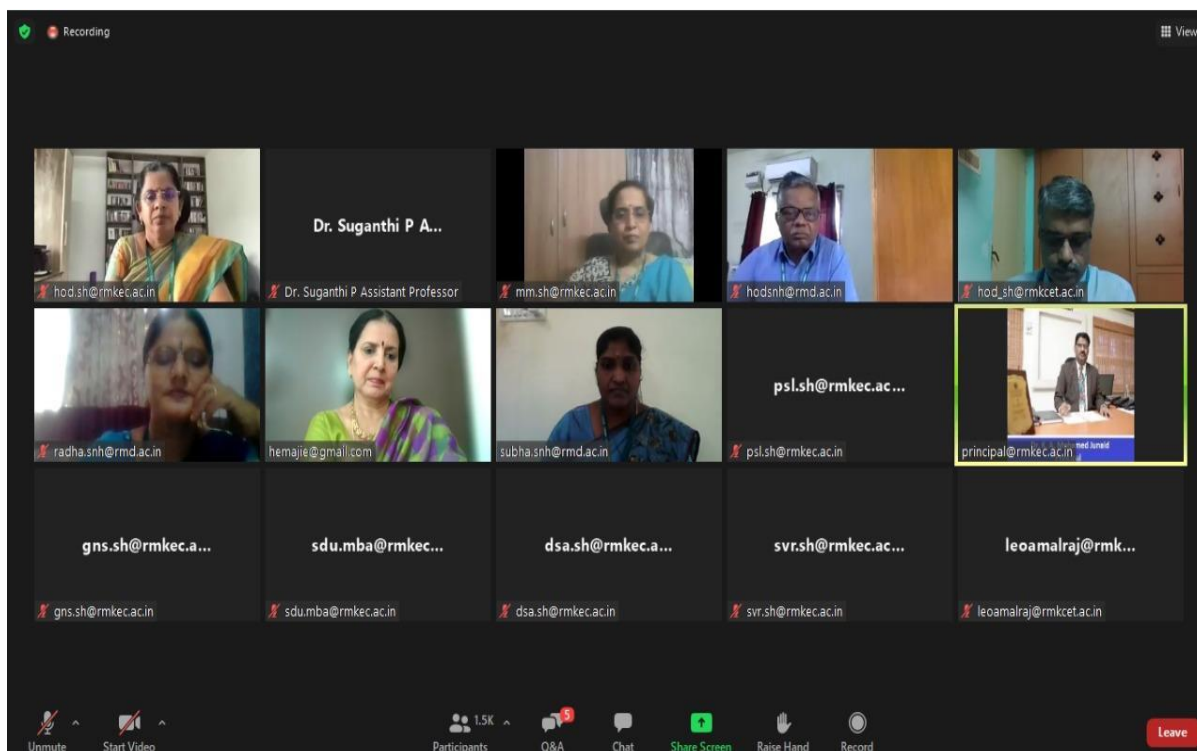 Recording
View
Dr. Suganthi P A...
hod.sh@rmkec.ac.in
Dr. Suganthi P Assistant Professor
mm.sh@rmkec.ac.in
hodsnh@rmd.ac.in
hod_sh@rmkcet.ac.in
psl.sh@rmkec.ac...
med Junaid
radha.snh@rmd.ac.in
hemajie@gmail.com
subha.snh@rmd.ac.in
psl.sh@rmkec.ac.in
principal@rmkec.ac.in
gns.sh@rmkec.a...
sdu.mba@rmkec...
dsa.sh@rmkec.a...
svr.sh@rmkec.ac...
leoamalraj@rmk...
gns.sh@rmkec.ac.in
sdu.mba@rmkec.ac.in
dsa.sh@rmkec.ac.in
svr.sh@rmkec.ac.in
leoamalraj@rmkcet.ac.in
1.5K
5
Leave
Unmute
Start Video
Participants
Q&A
Chat
Share Screen
Raise Hand
Record